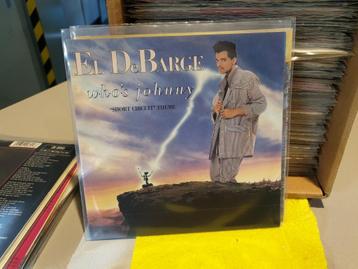 EL DEBARGE
who's johnny
"SHORT CIRCUIT" THEME